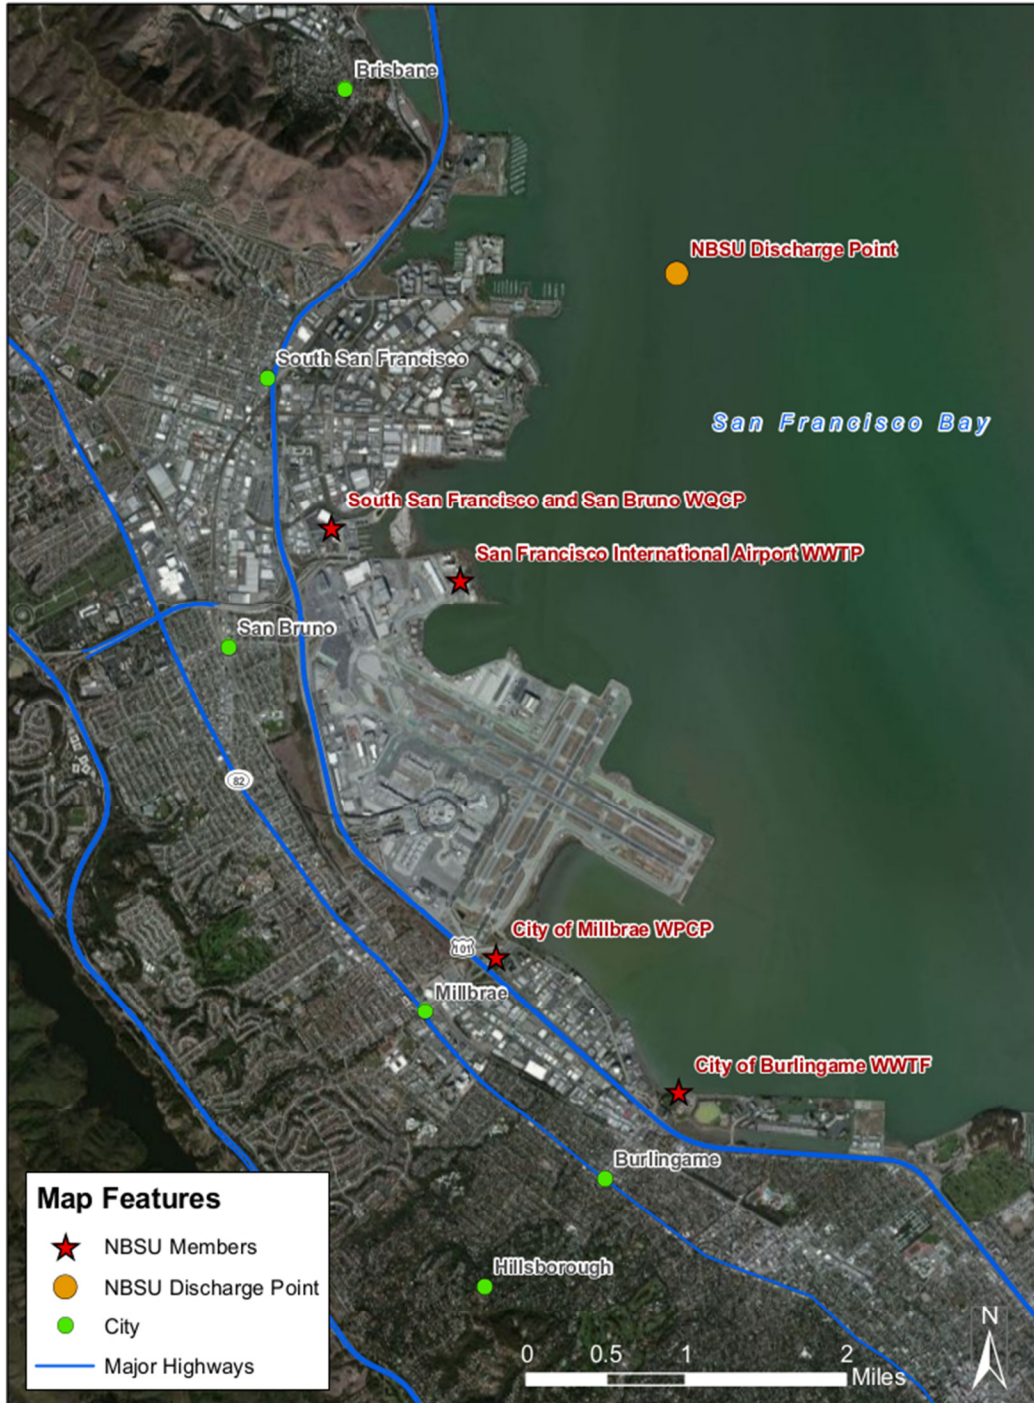 Brisbane
NBSU Discharge Point
South San Francisco
San Francisco Bay
South San Francisco and San Bruno WQCP
San Francisco International Airport WWTP
San Bruno
82
City of Millbrae WPCP
101
Millbrae
City of Burlingame WWTF
Burlingame
Hillsborough
Map Features
NBSU Members
NBSU Discharge Point
City
Major Highways
0 0.5 1 2
Miles
N